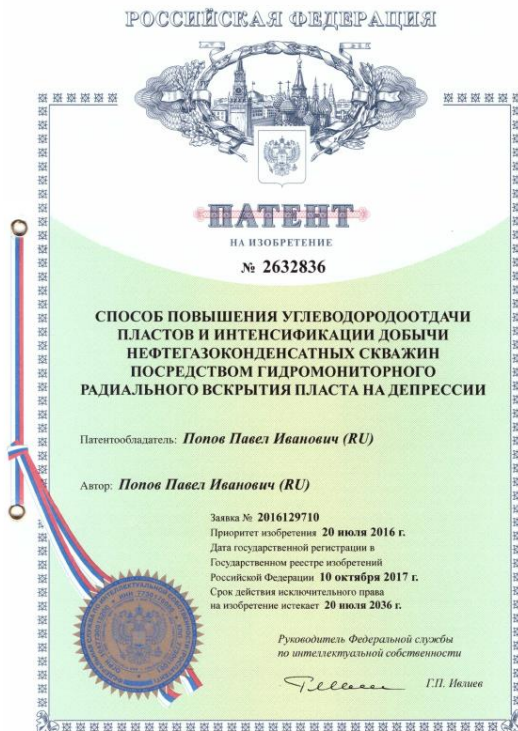 РОССИЙСКАЯ ФЕДЕРАЦИЯ
ПАТЕНТ
НА ИЗОБРЕТЕНИЕ
№ 2632836
СПОСОБ ПОВЫШЕНИЯ УГЛЕВОДОРОДООТДАЧИ
ПЛАСТОВ И ИНТЕНСИФИКАЦИИ ДОБЫЧИ
НЕФТЕГАЗОКОНДЕНСАТНЫХ СКВАЖИН
ПОСРЕДСТВОМ ГИДРОМОНИТОРНОГО
РАДИАЛЬНОГО ВСКРЫТИЯ ПЛАСТА НА ДЕПРЕССИИ
Патентообладатель: Попов Павел Иванович (RU)
Автор: Попов Павел Иванович (RU)
Заявка № 2016129710
Приоритет изобретения 20 июля 2016 г.
Дата государственной регистрации в
Государственном реестре изобретений
Российской Федерации 10 октября 2017 г.
Срок действия исключительного права
на изобретение истекает 20 июля 2036 г.
Руководитель Федеральной службы
по интеллектуальной собственности
Г.П. Ивлиев